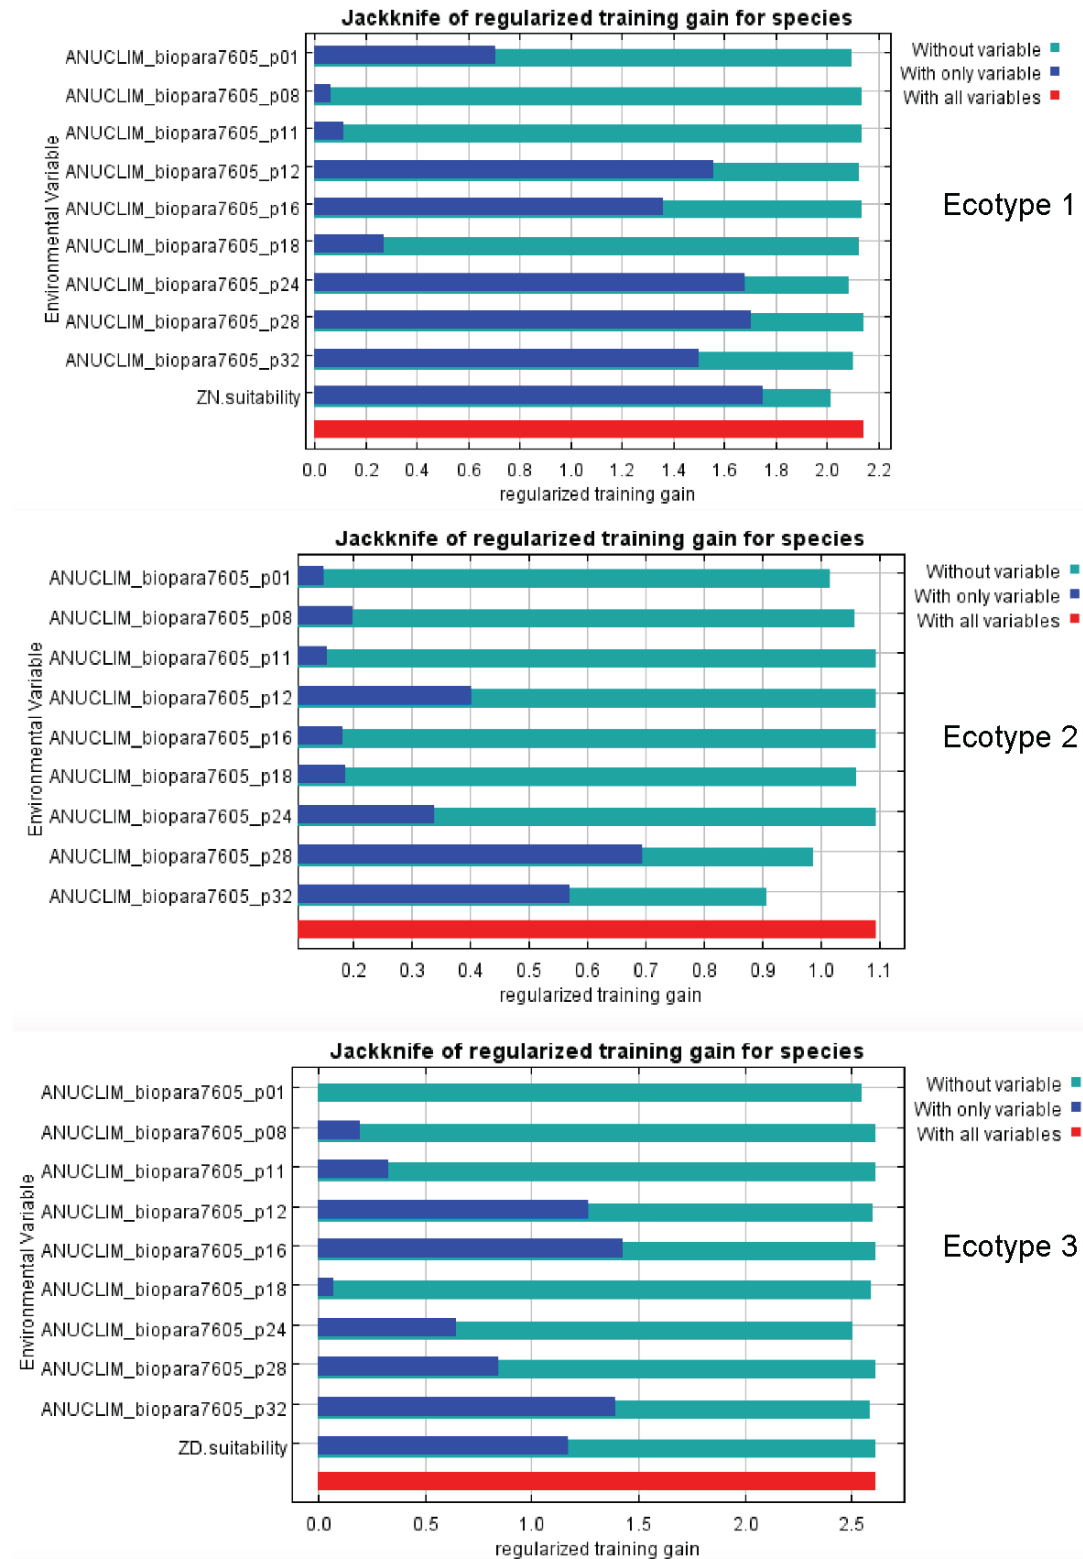 Jackknife of regularized training gain for species
Without variable
With only variable
With all variables
Environmental Variable
ANUCLIM_biopara7605_p01
ANUCLIM_biopara7605_p08
ANUCLIM_biopara7605_p11
ANUCLIM_biopara7605_p12
ANUCLIM_biopara7605_p16
ANUCLIM_biopara7605_p18
ANUCLIM_biopara7605_p24
ANUCLIM_biopara7605_p28
ANUCLIM_biopara7605_p32
ZN.suitability
Ecotype 1
0.0 0.2 0.4 0.6 0.8 1.0 1.2 1.4 1.6 1.8 2.0 2.2
regularized training gain
Jackknife of regularized training gain for species
Without variable
With only variable
With all variables
Environmental Variable
ANUCLIM_biopara7605_p01
ANUCLIM_biopara7605_p08
ANUCLIM_biopara7605_p11
ANUCLIM_biopara7605_p12
ANUCLIM_biopara7605_p16
ANUCLIM_biopara7605_p18
ANUCLIM_biopara7605_p24
ANUCLIM_biopara7605_p28
ANUCLIM_biopara7605_p32
Ecotype 2
0.2 0.3 0.4 0.5 0.6 0.7 0.8 0.9 1.0 1.1
regularized training gain
Jackknife of regularized training gain for species
Without variable
With only variable
With all variables
Environmental Variable
ANUCLIM_biopara7605_p01
ANUCLIM_biopara7605_p08
ANUCLIM_biopara7605_p11
ANUCLIM_biopara7605_p12
ANUCLIM_biopara7605_p16
ANUCLIM_biopara7605_p18
ANUCLIM_biopara7605_p24
ANUCLIM_biopara7605_p28
ANUCLIM_biopara7605_p32
ZD.suitability
Ecotype 3
0.0 0.5 1.0 1.5 2.0 2.5
regularized training gain